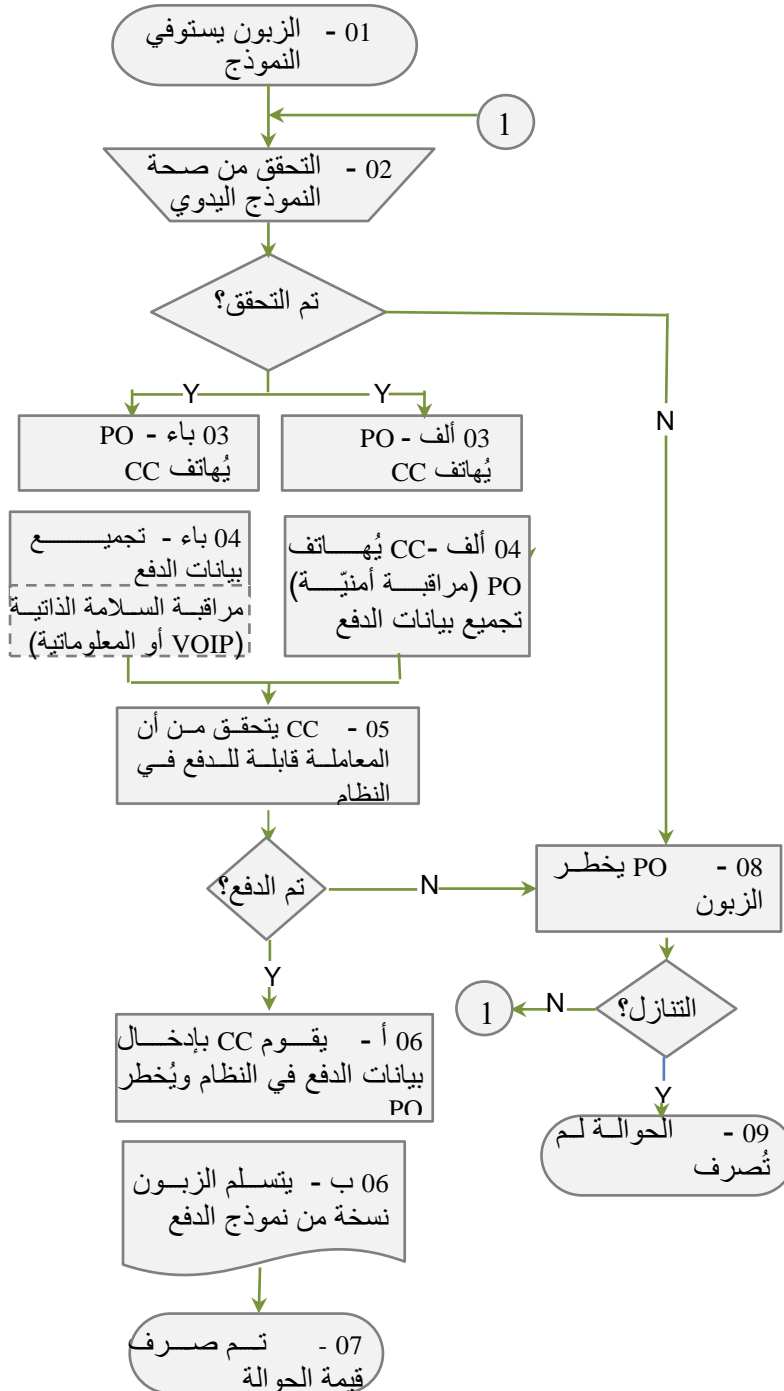 01 - الزبون يستوفي
النموذج
1
02 - التحقق من صحة
النموذج اليدوي
تم التحقق؟
Y
Y
N
03 ألف - PO
يُهاتف CC
03 باء - PO
يُهاتف CC
04 ألف -CC يُهاتف
PO (مراقبة أمنيّة)
تجميع بيانات الدفع
04 باء - تجميع
بيانات الدفع
مراقبة السلامة الذاتية
(VOIP أو المعلوماتية)
05 - CC يتحقق من أن
المعاملة قابلة للدفع في
النظام
تم الدفع؟
N
08 - PO يخطر
الزبون
Y
التنازل؟
N
1
Y
06 أ - يقوم CC بإدخال
بيانات الدفع في النظام ويُخطر
PO
09 - الحوالة لم
تُصرف
06 ب - يتسلم الزبون
نسخة من نموذج الدفع
07 - تم صرف
قيمة الحوالة